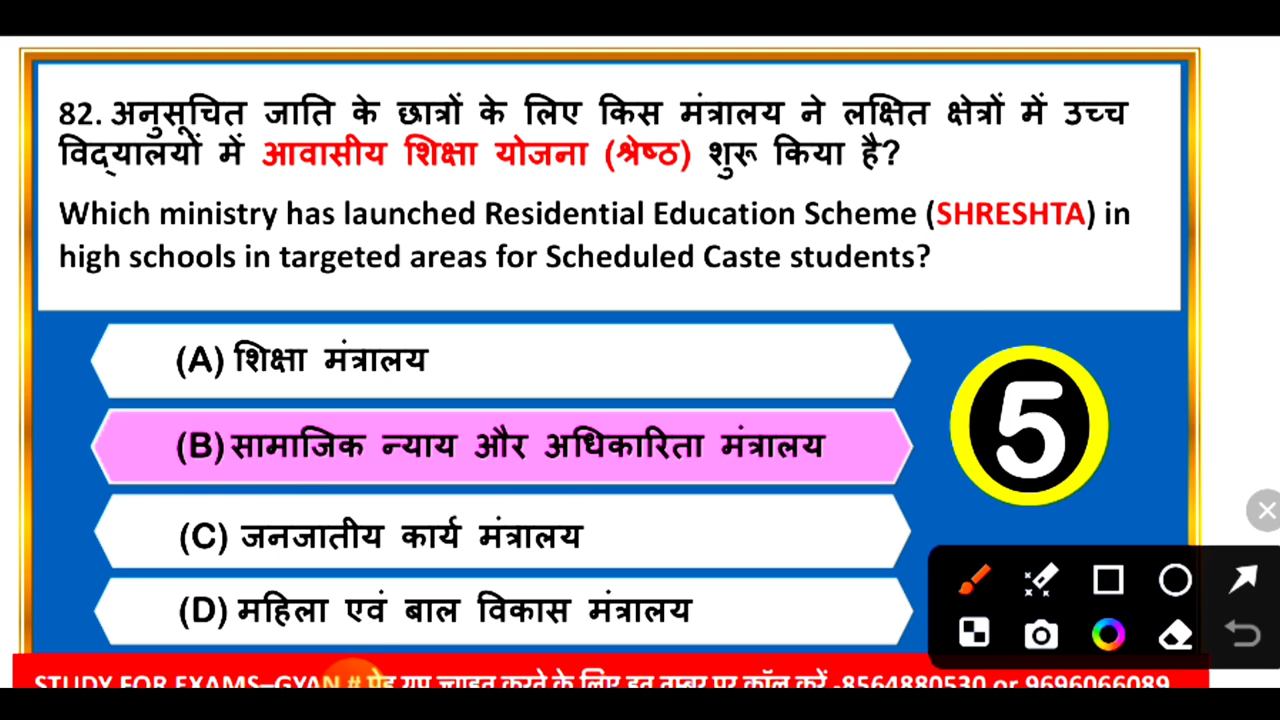 82. अनुसूचित जाति के छात्रों के लिए किस मंत्रालय ने लक्षित क्षेत्रों में उच्च
विद्यालयों में आवासीय शिक्षा योजना (श्रेष्ठ) शुरू किया है?
Which ministry has launched Residential Education Scheme (SHRESHTA) in
high schools in targeted areas for Scheduled Caste students?
(A) शिक्षा मंत्रालय
(B) सामाजिक न्याय और अधिकारिता मंत्रालय
5
(C) जनजातीय कार्य मंत्रालय
(D) महिला एवं बाल विकास मंत्रालय
STUDY FOR EXAMS–GYAN # पेड ग्रुप ज्वाइन करने के लिए इन नम्बर पर कॉल करें -8564880530 or 9696066089